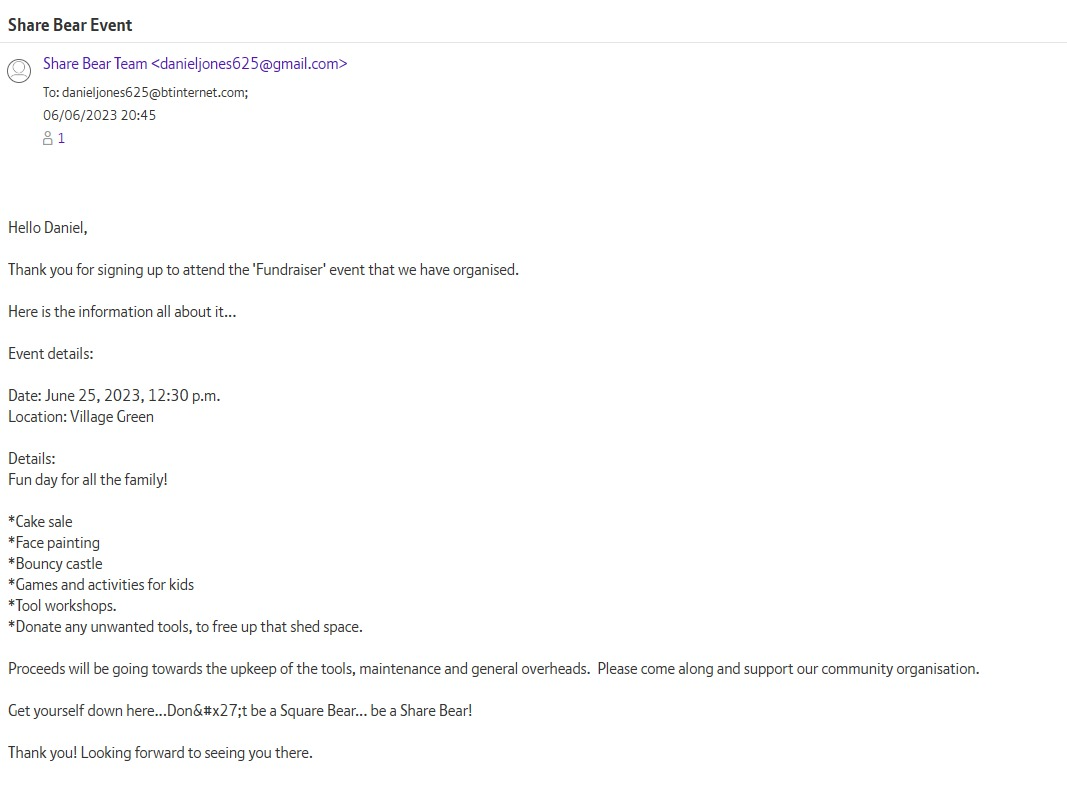 Share Bear Event
Share Bear Team <danieljones625@gmail.com>
To: danieljones625@btinternet.com;
06/06/2023 20:45
1
Hello Daniel,
Thank you for signing up to attend the 'Fundraiser' event that we have organised.
Here is the information all about it...
Event details:
Date: June 25, 2023, 12:30 p.m.
Location: Village Green
Details:
Fun day for all the family!
*Cake sale
*Face painting
*Bouncy castle
*Games and activities for kids
*Tool workshops.
*Donate any unwanted tools, to free up that shed space.
Proceeds will be going towards the upkeep of the tools, maintenance and general overheads.  Please come along and support our community organisation.
Get yourself down here...Don&#x27;t be a Square Bear... be a Share Bear!
Thank you! Looking forward to seeing you there.